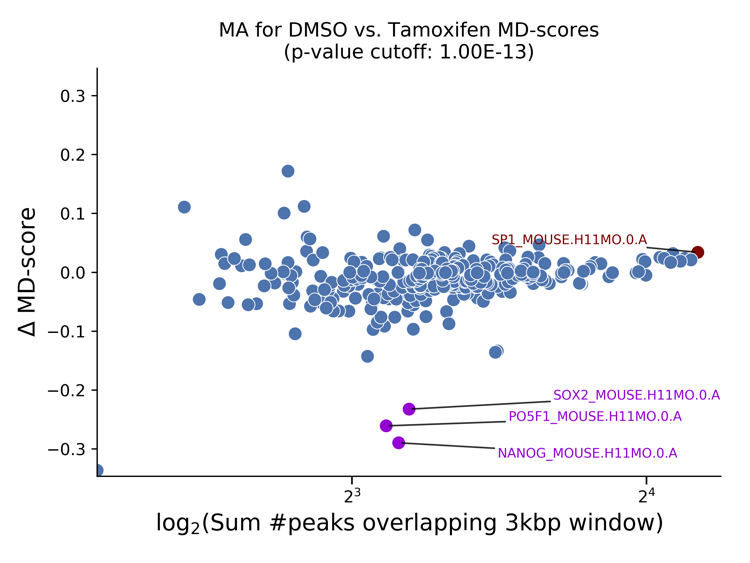 MA for DMSO vs. Tamoxifen MD-scores
(p-value cutoff: 1.00E-13)
Δ MD-score
0.3
0.2
0.1
0.0
−0.1
−0.2
−0.3
SP1_MOUSE.H11MO.0.A
SOX2_MOUSE.H11MO.0.A
PO5F1_MOUSE.H11MO.0.A
NANOG_MOUSE.H11MO.0.A
2³ 2⁴
log₂(Sum #peaks overlapping 3kbp window)